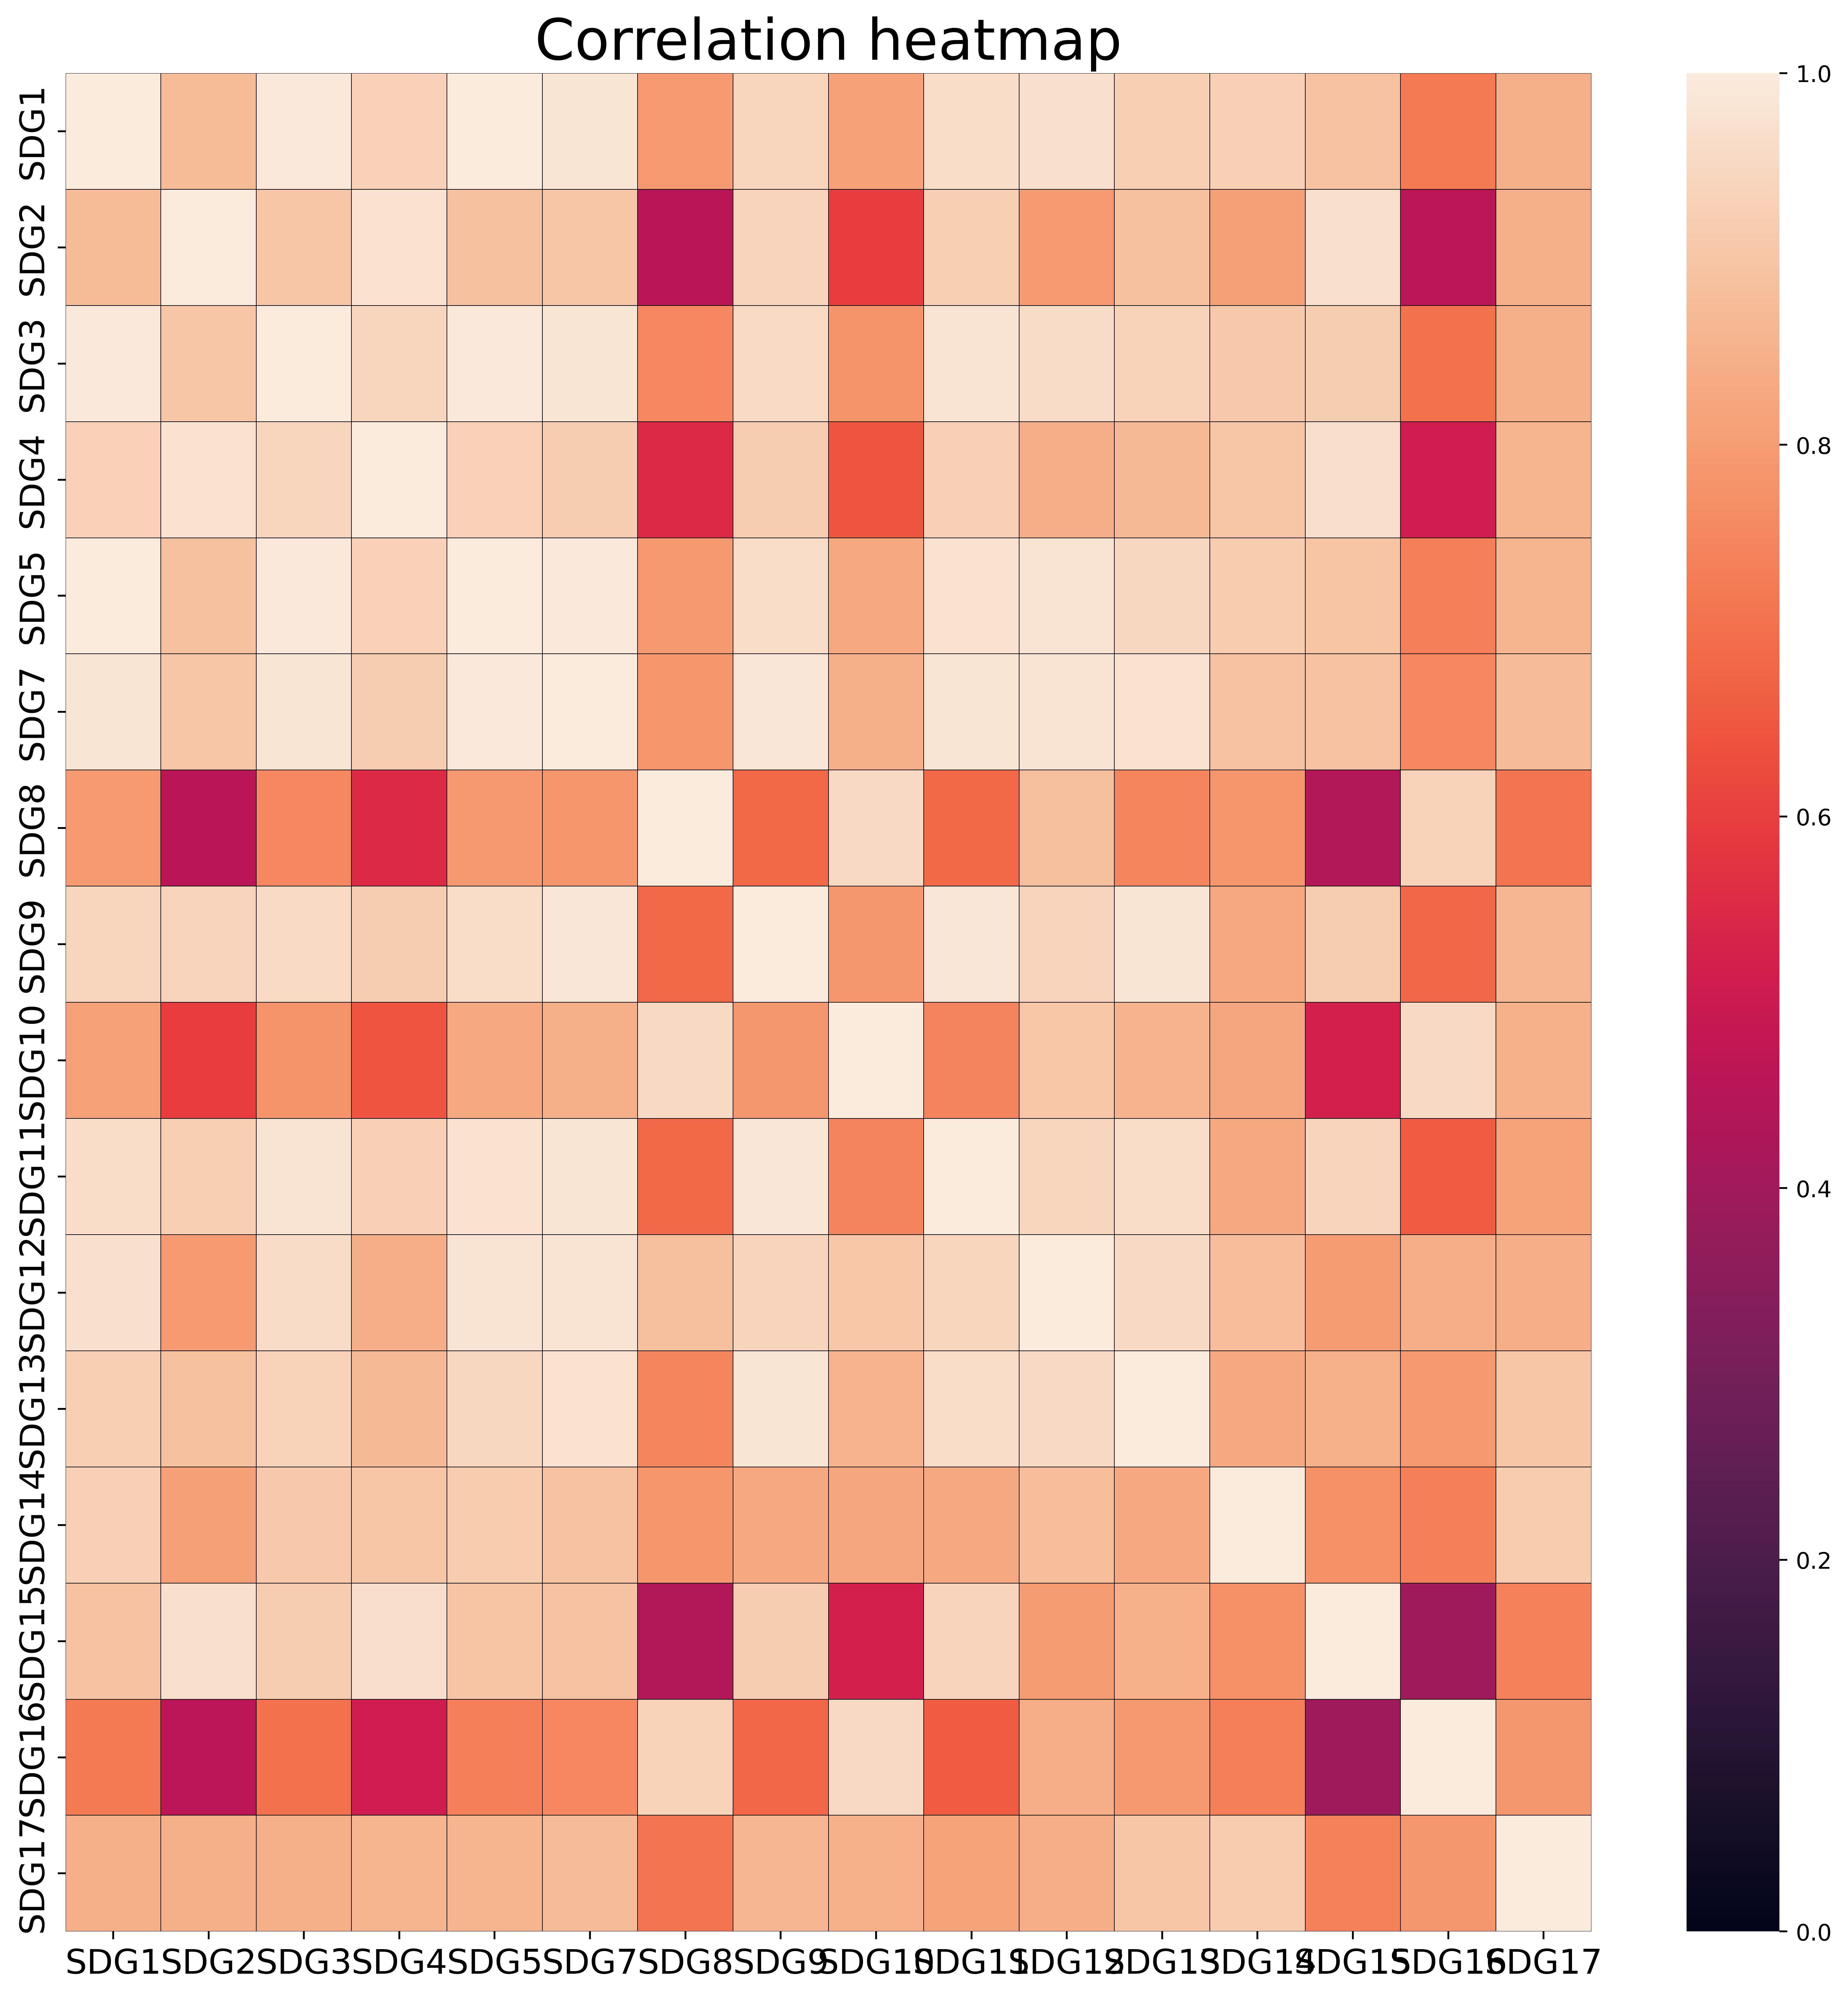 Correlation heatmap
SDG1
SDG2
SDG3
SDG4
SDG5
SDG7
SDG8
SDG9
SDG10
SDG11
SDG12
SDG13
SDG14
SDG15
SDG16
SDG17
SDG1 SDG2 SDG3 SDG4 SDG5 SDG7 SDG8 SDG9 SDG10 SDG11 SDG12 SDG13 SDG14 SDG15 SDG16 SDG17
1.0
0.8
0.6
0.4
0.2
0.0